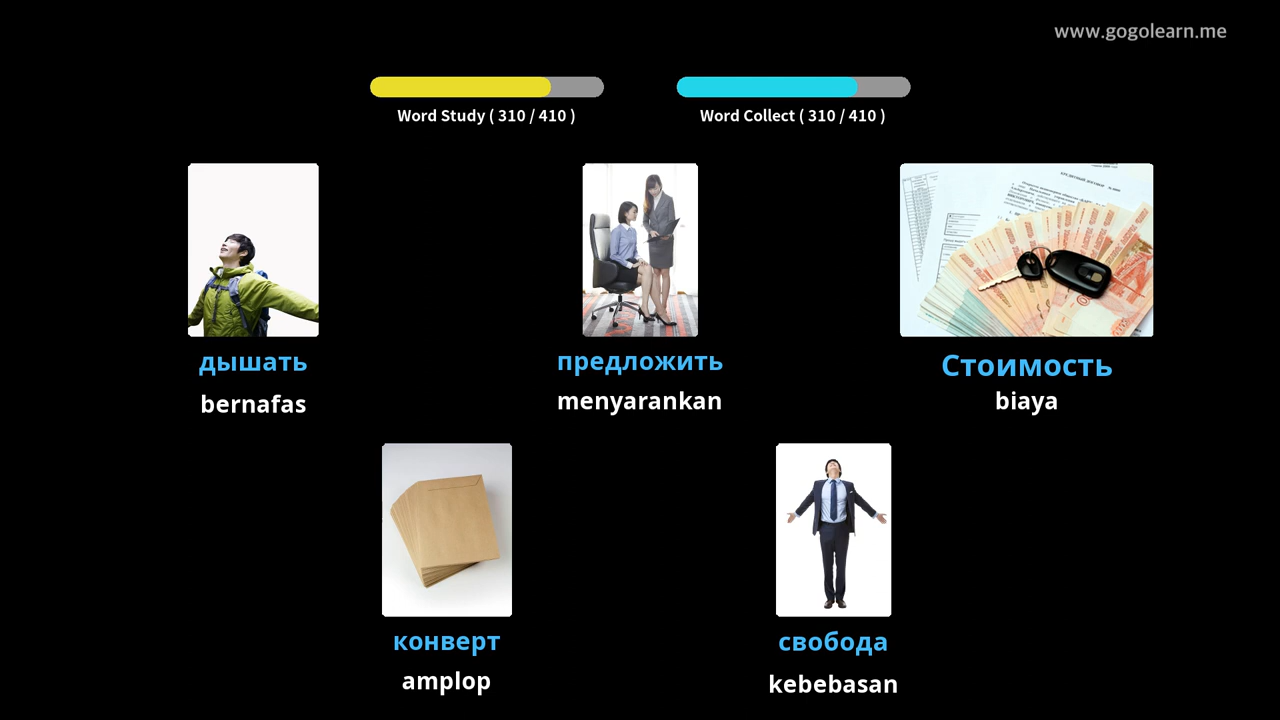 www.gogolearn.me
Word Study ( 310 / 410 )
Word Collect ( 310 / 410 )
дышать
bernafas
предложить
menyarankan
Стоимость
biaya
конверт
amplop
свобода
kebebasan